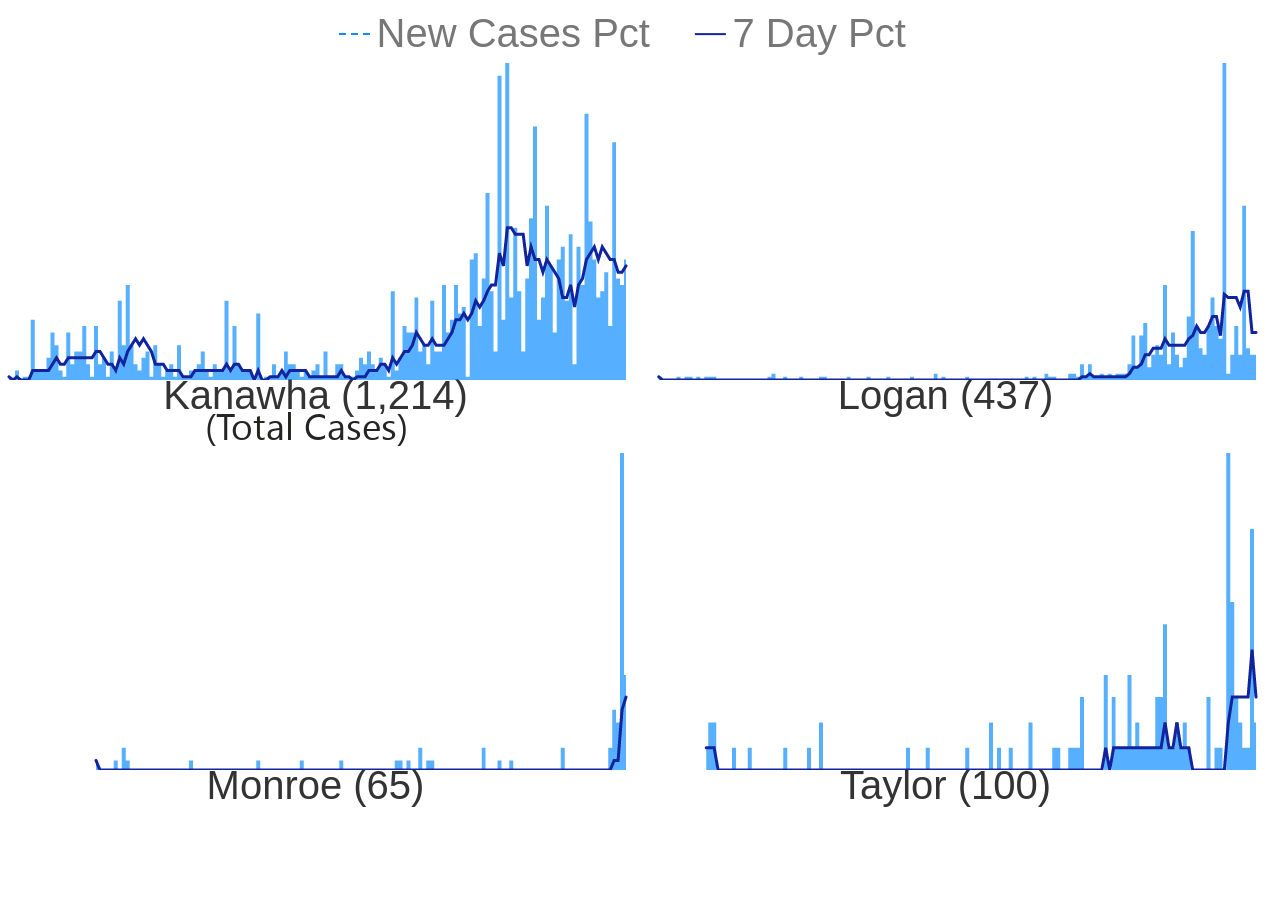 New Cases Pct 7 Day Pct
Kanawha (1,214)
(Total Cases)
Logan (437)
Monroe (65)
Taylor (100)